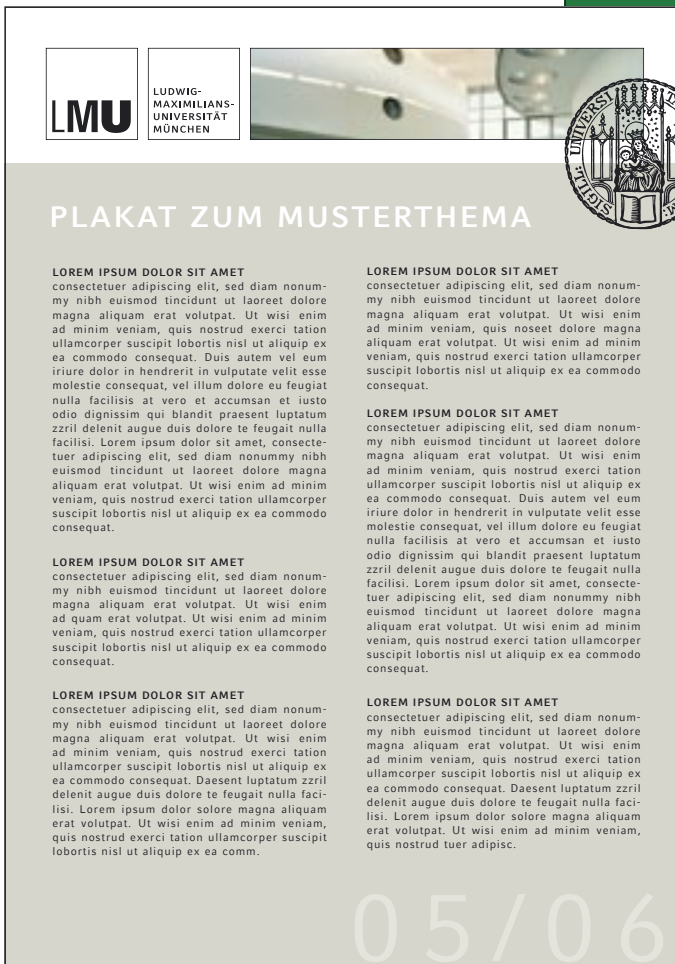 LMU
LUDWIG-
MAXIMILIANS-
UNIVERSITÄT
MÜNCHEN
SIGILL: UNIVERSI
PLAKAT ZUM MUSTERTHEMA
LOREM IPSUM DOLOR SIT AMET
consectetuer adipiscing elit, sed diam nonum-
my nibh euismod tincidunt ut laoreet dolore
magna aliquam erat volutpat. Ut wisi enim
ad minim veniam, quis nostrud exerci tation
ullamcorper suscipit lobortis nisl ut aliquip ex
ea commodo consequat. Duis autem vel eum
iriure dolor in hendrerit in vulputate velit esse
molestie consequat, vel illum dolore eu feugiat
nulla facilisis at vero et accumsan et iusto
odio dignissim qui blandit praesent luptatum
zzril delenit augue duis dolore te feugait nulla
facilisi. Lorem ipsum dolor sit amet, consecte-
tuer adipiscing elit, sed diam nonummy nibh
euismod tincidunt ut laoreet dolore magna
aliquam erat volutpat. Ut wisi enim ad minim
veniam, quis nostrud exerci tation ullamcorper
suscipit lobortis nisl ut aliquip ex ea commodo
consequat.
LOREM IPSUM DOLOR SIT AMET
consectetuer adipiscing elit, sed diam nonum-
my nibh euismod tincidunt ut laoreet dolore
magna aliquam erat volutpat. Ut wisi enim
ad quam erat volutpat. Ut wisi enim ad minim
veniam, quis nostrud exerci tation ullamcorper
suscipit lobortis nisl ut aliquip ex ea commodo
consequat.
LOREM IPSUM DOLOR SIT AMET
consectetuer adipiscing elit, sed diam nonum-
my nibh euismod tincidunt ut laoreet dolore
magna aliquam erat volutpat. Ut wisi enim
ad minim veniam, quis nostrud exerci tation
ullamcorper suscipit lobortis nisl ut aliquip ex
ea commodo consequat. Daesent luptatum zzril
delenit augue duis dolore te feugait nulla faci-
lisi. Lorem ipsum dolor solore magna aliquam
erat volutpat. Ut wisi enim ad minim veniam,
quis nostrud exerci tation ullamcorper suscipit
lobortis nisl ut aliquip ex ea comm.
LOREM IPSUM DOLOR SIT AMET
consectetuer adipiscing elit, sed diam nonum-
my nibh euismod tincidunt ut laoreet dolore
magna aliquam erat volutpat. Ut wisi enim
ad minim veniam, quis noseet dolore magna
aliquam erat volutpat. Ut wisi enim ad minim
veniam, quis nostrud exerci tation ullamcorper
suscipit lobortis nisl ut aliquip ex ea commodo
consequat.
LOREM IPSUM DOLOR SIT AMET
consectetuer adipiscing elit, sed diam nonum-
my nibh euismod tincidunt ut laoreet dolore
magna aliquam erat volutpat. Ut wisi enim
ad minim veniam, quis nostrud exerci tation
ullamcorper suscipit lobortis nisl ut aliquip ex
ea commodo consequat. Duis autem vel eum
iriure dolor in hendrerit in vulputate velit esse
molestie consequat, vel illum dolore eu feugiat
nulla facilisis at vero et accumsan et iusto
odio dignissim qui blandit praesent luptatum
zzril delenit augue duis dolore te feugait nulla
facilisi. Lorem ipsum dolor sit amet, consecte-
tuer adipiscing elit, sed diam nonummy nibh
euismod tincidunt ut laoreet dolore magna
aliquam erat volutpat. Ut wisi enim ad minim
veniam, quis nostrud exerci tation ullamcorper
suscipit lobortis nisl ut aliquip ex ea commodo
consequat.
LOREM IPSUM DOLOR SIT AMET
consectetuer adipiscing elit, sed diam nonum-
my nibh euismod tincidunt ut laoreet dolore
magna aliquam erat volutpat. Ut wisi enim
ad minim veniam, quis nostrud exerci tation
ullamcorper suscipit lobortis nisl ut aliquip ex
ea commodo consequat. Daesent luptatum zzril
delenit augue duis dolore te feugait nulla faci-
lisi. Lorem ipsum dolor solore magna aliquam
erat volutpat. Ut wisi enim ad minim veniam,
quis nostrud tuer adipisc.
05/06